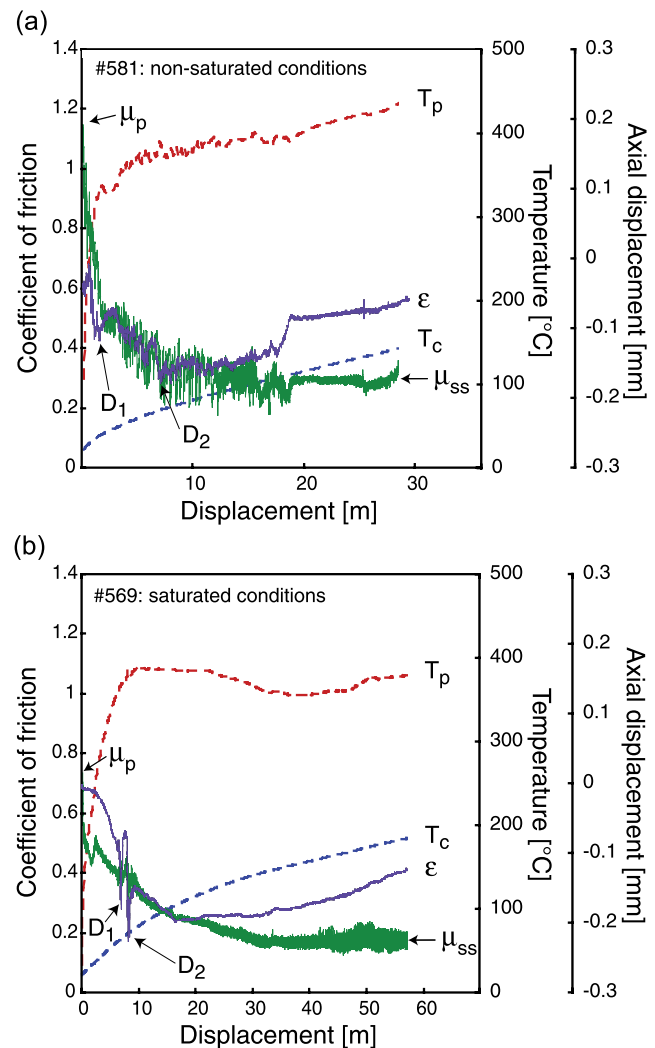 (a)
#581: non-saturated conditions
1.4
1.2
1
0.8
0.6
0.4
0.2
0
Coefficient of friction
μp
Tp
ε
Tc
μss
D1
D2
500
400
300
200
100
0
Temperature [°C]
0.3
0.2
0.1
0
-0.1
-0.2
-0.3
Axial displacement [mm]
0
10
20
30
Displacement [m]
(b)
#569: saturated conditions
1.4
1.2
1
0.8
0.6
0.4
0.2
0
Coefficient of friction
μp
Tp
Tc
ε
μss
D1
D2
500
400
300
200
100
0
Temperature [°C]
0.3
0.2
0.1
0
-0.1
-0.2
-0.3
Axial displacement [mm]
0
10
20
30
40
50
60
Displacement [m]